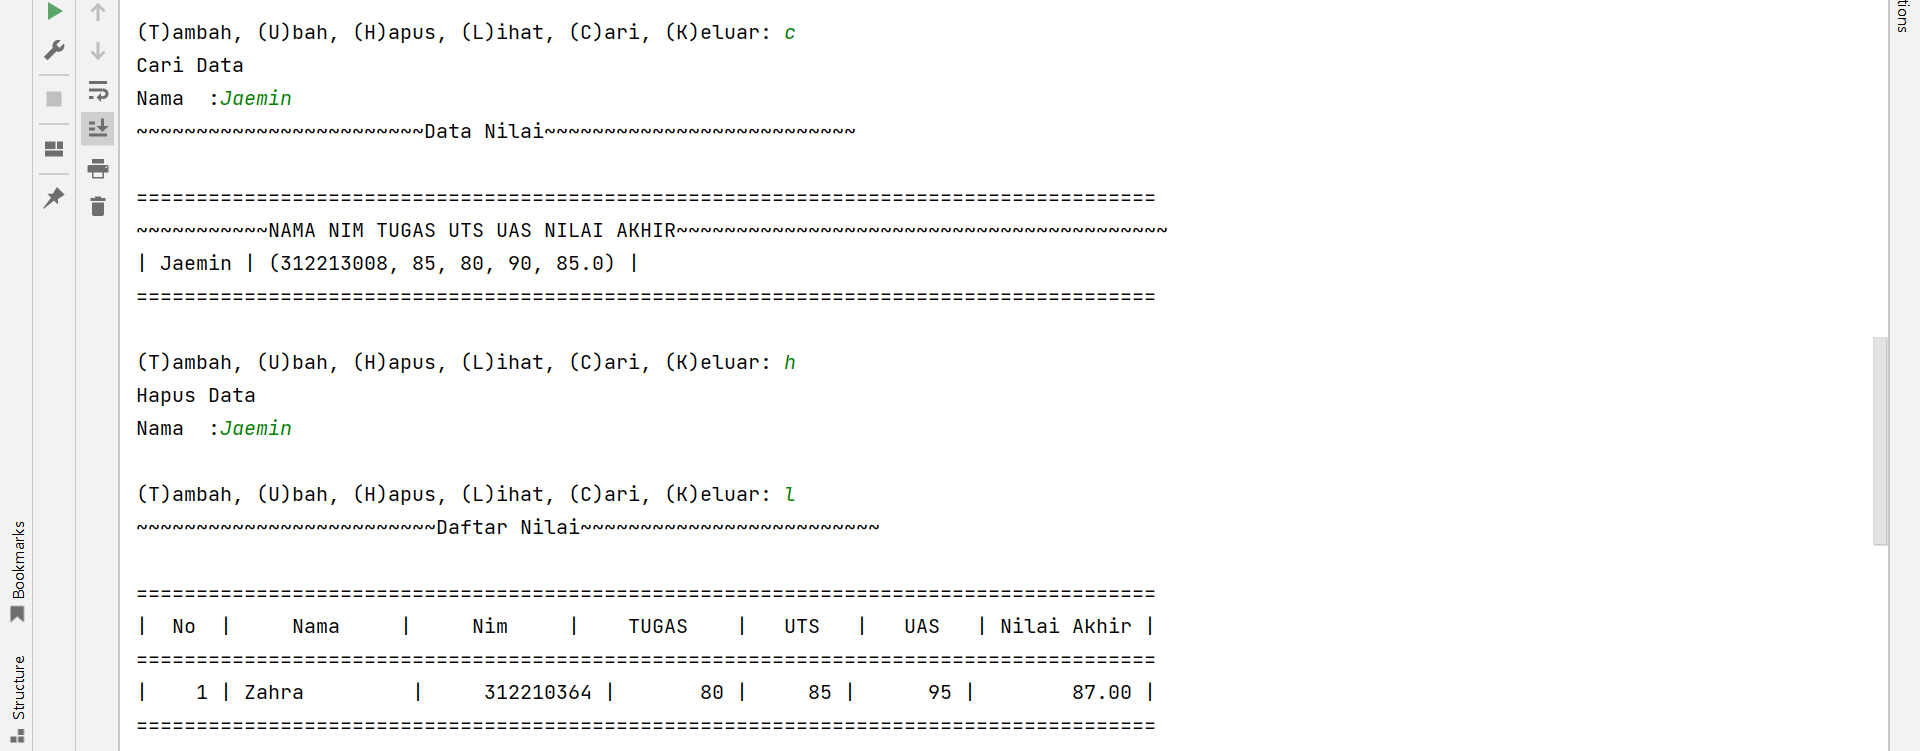 (T)ambah, (U)bah, (H)apus, (L)ihat, (C)ari, (K)eluar: c
Cari Data
Nama  :Jaemin
~~~~~~~~~~~~~~~~~~~~~~~~Data Nilai~~~~~~~~~~~~~~~~~~~~~~~~~~
=====================================================================================
~~~~~~~~~~~NAMA NIM TUGAS UTS UAS NILAI AKHIR~~~~~~~~~~~~~~~~~~~~~~~~~~~~~~~~~~~~~~~~~
| Jaemin | (312213008, 85, 80, 90, 85.0) |
=====================================================================================
(T)ambah, (U)bah, (H)apus, (L)ihat, (C)ari, (K)eluar: h
Hapus Data
Nama  :Jaemin
(T)ambah, (U)bah, (H)apus, (L)ihat, (C)ari, (K)eluar: l
~~~~~~~~~~~~~~~~~~~~~~~~~Daftar Nilai~~~~~~~~~~~~~~~~~~~~~~~~~
=====================================================================================
|  No  |     Nama     |     Nim     |    TUGAS    |   UTS   |   UAS   | Nilai Akhir |
=====================================================================================
|    1 | Zahra         |     312210364 |       80 |     85 |      95 |        87.00 |
=====================================================================================
Bookmarks
Structure